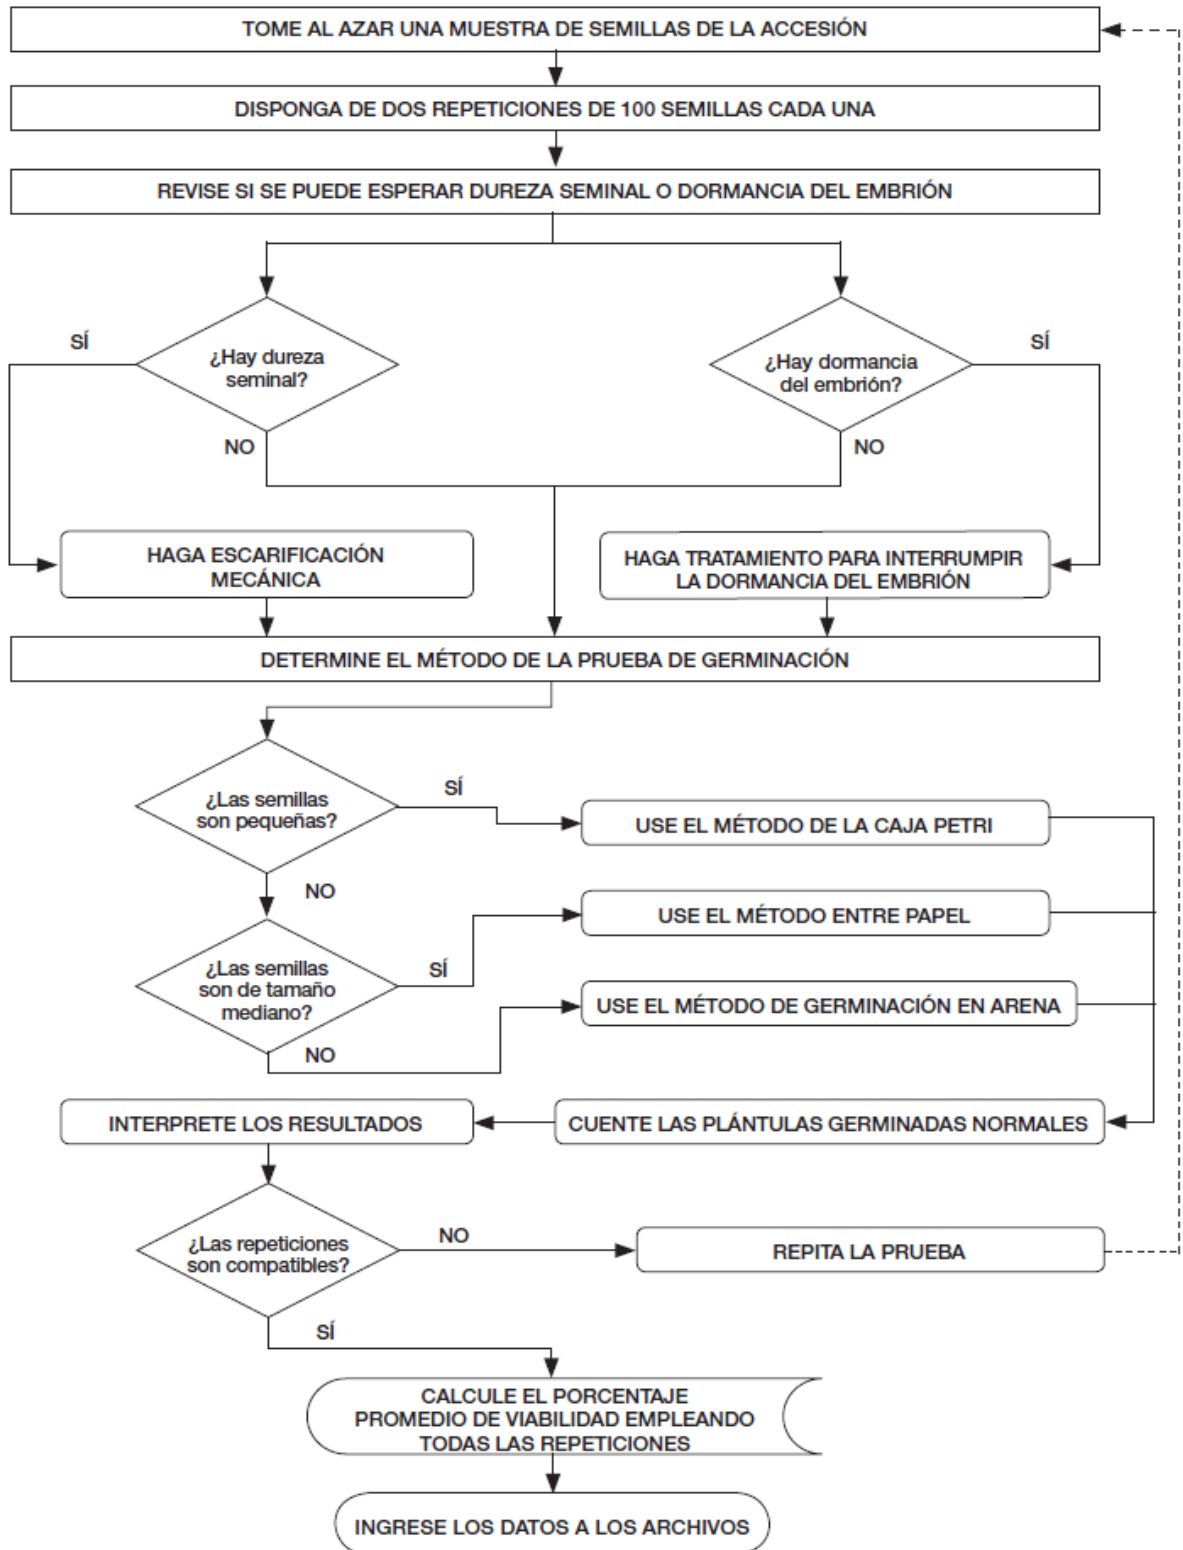 TOME AL AZAR UNA MUESTRA DE SEMILLAS DE LA ACCESIÓN
DISPONGA DE DOS REPETICIONES DE 100 SEMILLAS CADA UNA
REVISE SI SE PUEDE ESPERAR DUREZA SEMINAL O DORMANCIA DEL EMBRIÓN
SÍ
¿Hay dureza
seminal?
NO
¿Hay dormancia
del embrión?
SÍ
NO
HAGA ESCARIFICACIÓN
MECÁNICA
HAGA TRATAMIENTO PARA INTERRUMPIR
LA DORMANCIA DEL EMBRIÓN
DETERMINE EL MÉTODO DE LA PRUEBA DE GERMINACIÓN
¿Las semillas
son pequeñas?
SÍ
USE EL MÉTODO DE LA CAJA PETRI
NO
USE EL MÉTODO ENTRE PAPEL
¿Las semillas
son de tamaño
mediano?
SÍ
USE EL MÉTODO DE GERMINACIÓN EN ARENA
NO
INTERPRETE LOS RESULTADOS
CUENTE LAS PLÁNTULAS GERMINADAS NORMALES
¿Las repeticiones
son compatibles?
NO
REPITA LA PRUEBA
SÍ
CALCULE EL PORCENTAJE
PROMEDIO DE VIABILIDAD EMPLEANDO
TODAS LAS REPETICIONES
INGRESE LOS DATOS A LOS ARCHIVOS